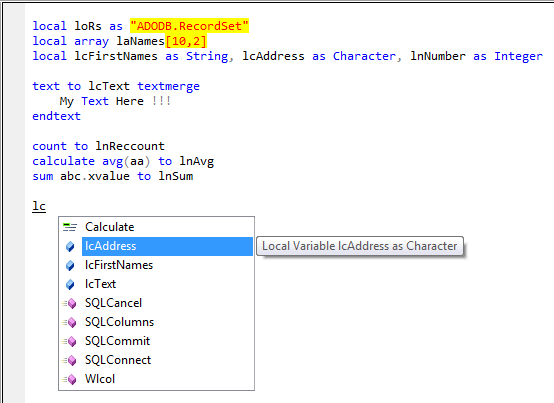 local loRs as "ADODB.RecordSet"
local array laNames[10,2]
local lcFirstNames as String, lcAddress as Character, lnNumber as Integer
text to lcText textmerge
My Text Here !!!
endtext
count to lnReccount
calculate avg(aa) to lnAvg
sum abc.xvalue to lnSum
lc
Calculate
lcAddress
Local Variable lcAddress as Character
lcFirstNames
lcText
SQLCancel
SQLColumns
SQLCommit
SQLConnect
Wlcol